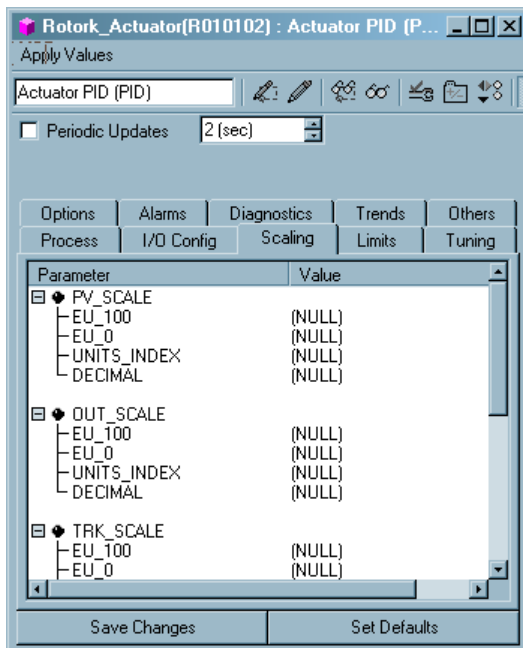 Rotork_Actuator(R010102) : Actuator PID (P...
Apply Values
Actuator PID (PID)
Periodic Updates 2 (sec)
Options Alarms Diagnostics Trends Others
Process I/O Config Scaling Limits Tuning
Parameter Value
PV_SCALE
EU_100 (NULL)
EU_0 (NULL)
UNITS_INDEX (NULL)
DECIMAL (NULL)
OUT_SCALE
EU_100 (NULL)
EU_0 (NULL)
UNITS_INDEX (NULL)
DECIMAL (NULL)
TRK_SCALE
EU_100 (NULL)
EU_0 (NULL)
Save Changes Set Defaults